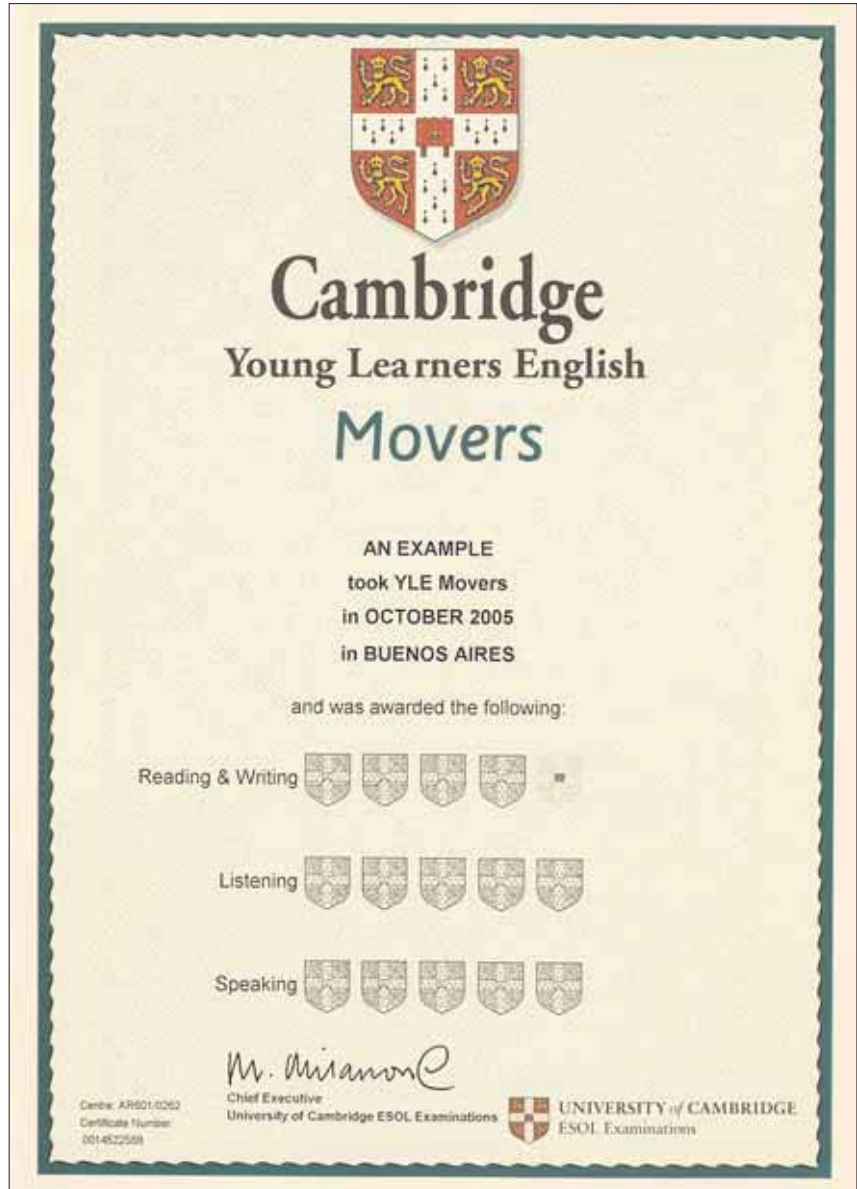 Cambridge
Young Learners English
Movers
AN EXAMPLE
took YLE Movers
in OCTOBER 2005
in BUENOS AIRES
and was awarded the following:
Reading & Writing
Listening
Speaking
Chief Executive
University of Cambridge ESOL Examinations
Centre: AR601/0262
Certificate Number:
UNIVERSITY of CAMBRIDGE
ESOL Examinations